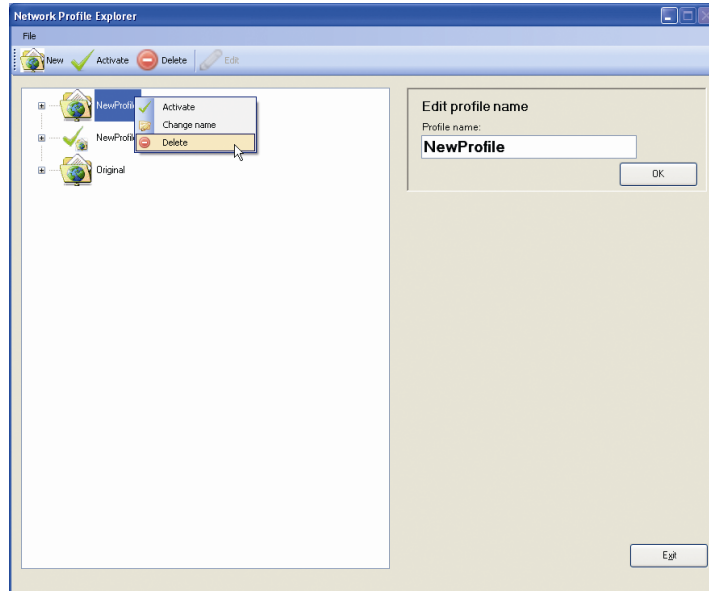 Network Profile Explorer
File
New Activate Delete Edit
NewProfile
Activate
Change name
Delete
NewProfile
Original
Edit profile name
Profile name:
NewProfile
OK
Exit